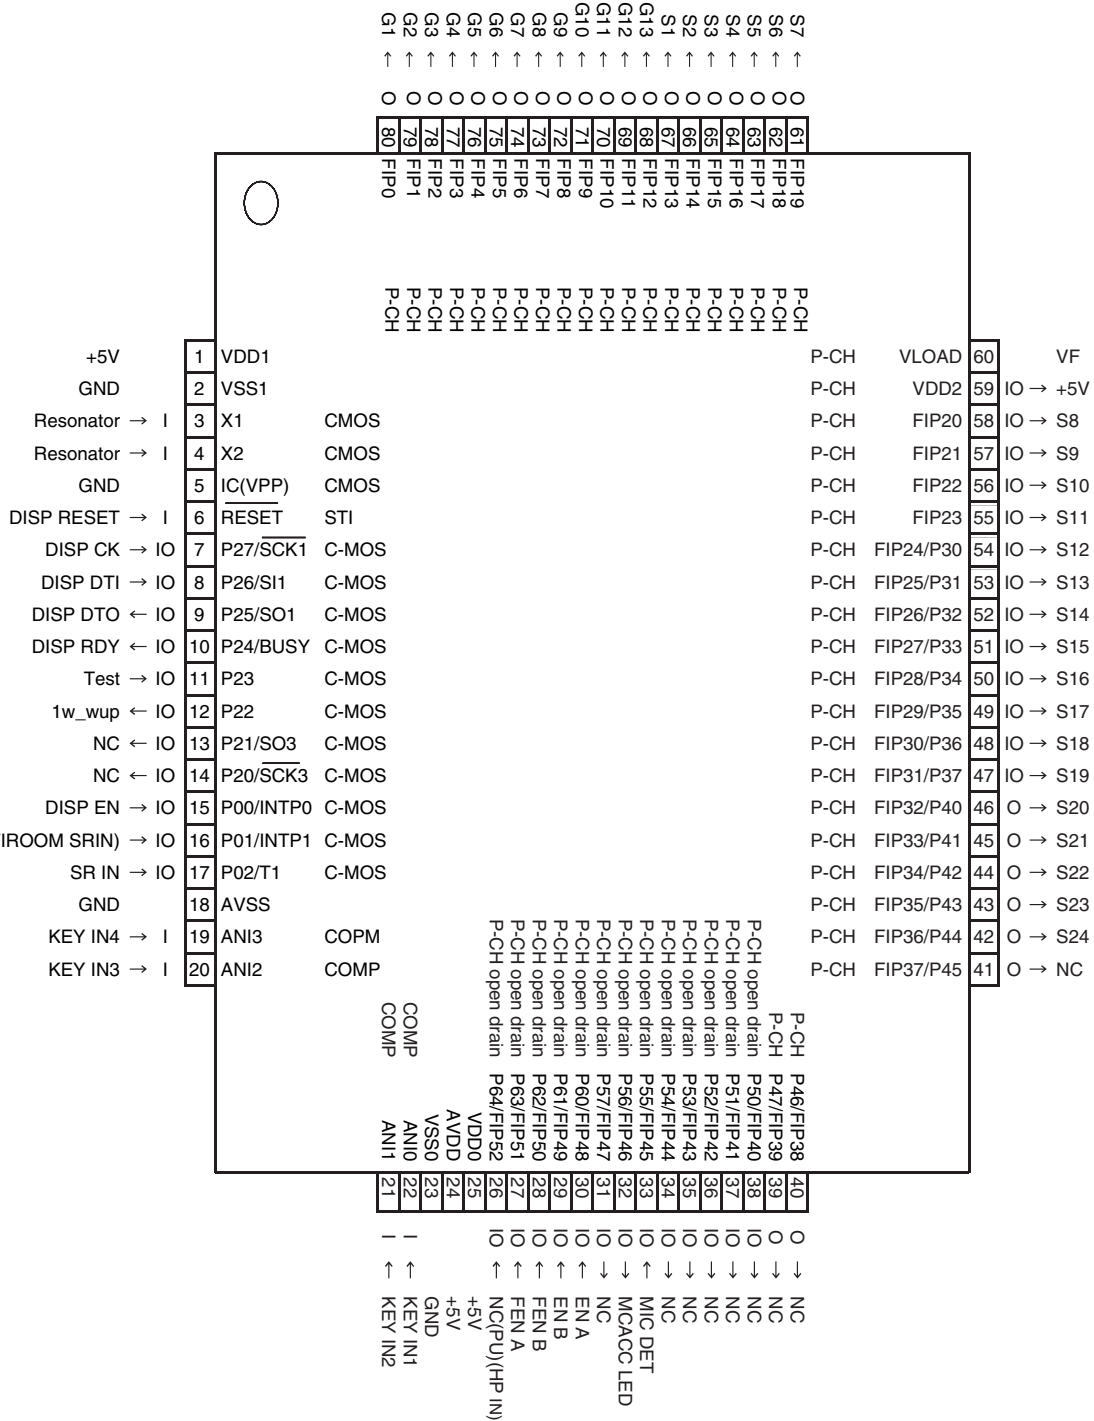 G1 ← O 80 FIP0 P-CH
G2 ← O 79 FIP1 P-CH
G3 ← O 78 FIP2 P-CH
G4 ← O 77 FIP3 P-CH
G5 ← O 76 FIP4 P-CH
G6 ← O 75 FIP5 P-CH
G7 ← O 74 FIP6 P-CH
G8 ← O 73 FIP7 P-CH
G9 ← O 72 FIP8 P-CH
G10 ← O 71 FIP9 P-CH
G11 ← O 70 FIP10 P-CH
G12 ← O 69 FIP11 P-CH
G13 ← O 68 FIP12 P-CH
S1 ← O 67 FIP13 P-CH
S2 ← O 66 FIP14 P-CH
S3 ← O 65 FIP15 P-CH
S4 ← O 64 FIP16 P-CH
S5 ← O 63 FIP17 P-CH
S6 ← O 62 FIP18 P-CH
S7 ← O 61 FIP19 P-CH
+5V 1 VDD1
GND 2 VSS1
Resonator → I 3 X1 CMOS
Resonator → I 4 X2 CMOS
GND 5 IC(VPP) CMOS
DISP RESET → I 6 RESET STI
DISP CK → IO 7 P27/SCK1 C-MOS
DISP DTI → IO 8 P26/SI1 C-MOS
DISP DTO ← IO 9 P25/SO1 C-MOS
DISP RDY ← IO 10 P24/BUSY C-MOS
Test → IO 11 P23 C-MOS
1w_wup ← IO 12 P22 C-MOS
NC ← IO 13 P21/SO3 C-MOS
NC ← IO 14 P20/SCK3 C-MOS
DISP EN → IO 15 P00/INTP0 C-MOS
IROOM SRIN) → IO 16 P01/INTP1 C-MOS
SR IN → IO 17 P02/T1 C-MOS
GND 18 AVSS
KEY IN4 → I 19 ANI3 COPM
KEY IN3 → I 20 ANI2 COMP
P-CH VLOAD 60 VF
P-CH VDD2 59 IO → +5V
P-CH FIP20 58 IO → S8
P-CH FIP21 57 IO → S9
P-CH FIP22 56 IO → S10
P-CH FIP23 55 IO → S11
P-CH FIP24/P30 54 IO → S12
P-CH FIP25/P31 53 IO → S13
P-CH FIP26/P32 52 IO → S14
P-CH FIP27/P33 51 IO → S15
P-CH FIP28/P34 50 IO → S16
P-CH FIP29/P35 49 IO → S17
P-CH FIP30/P36 48 IO → S18
P-CH FIP31/P37 47 IO → S19
P-CH FIP32/P40 46 O → S20
P-CH FIP33/P41 45 O → S21
P-CH FIP34/P42 44 O → S22
P-CH FIP35/P43 43 O → S23
P-CH FIP36/P44 42 O → S24
P-CH FIP37/P45 41 O → NC
COMP ANI1 21 I ← KEY IN2
COMP ANI0 22 I ← KEY IN1
VSS0 23 GND
AVDD 24 +5V
VDD0 25 +5V
P-CH open drain P64/FIP52 26 IO ← NC(PU)(HP IN)
P-CH open drain P63/FIP51 27 IO ← FEN A
P-CH open drain P62/FIP50 28 IO ← FEN B
P-CH open drain P61/FIP49 29 IO ← EN B
P-CH open drain P60/FIP48 30 IO ← EN A
P-CH open drain P57/FIP47 31 IO → NC
P-CH open drain P56/FIP46 32 IO → MCACC LED
P-CH open drain P55/FIP45 33 IO ← MIC DET
P-CH open drain P54/FIP44 34 IO → NC
P-CH open drain P53/FIP43 35 IO → NC
P-CH open drain P52/FIP42 36 IO → NC
P-CH open drain P51/FIP41 37 IO → NC
P-CH open drain P50/FIP40 38 IO → NC
P-CH P47/FIP39 39 O → NC
P-CH P46/FIP38 40 O → NC